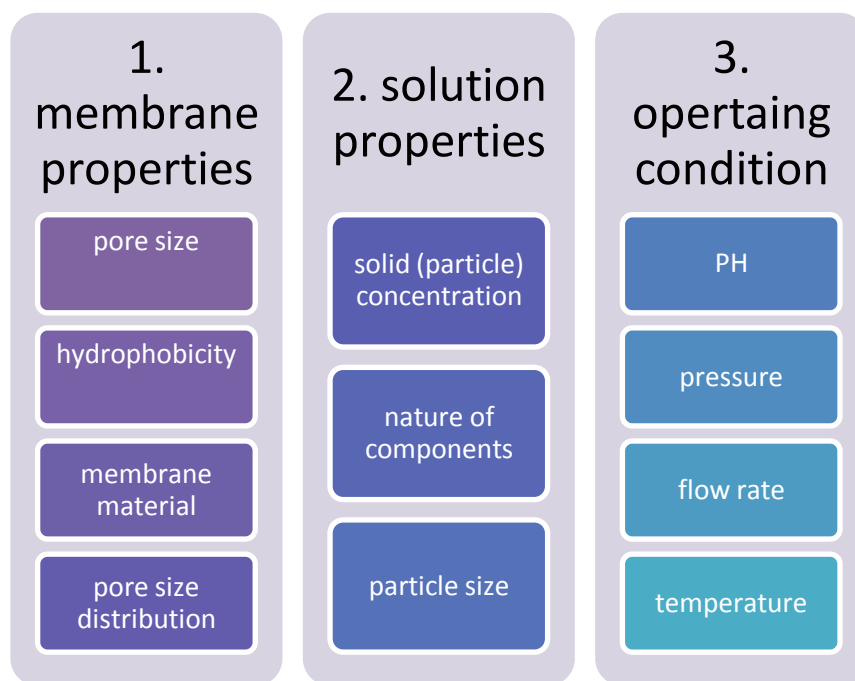 1.
membrane
properties
pore size
hydrophobicity
membrane
material
pore size
distribution
2. solution
properties
solid (particle)
concentration
nature of
components
particle size
3.
opertaing
condition
PH
pressure
flow rate
temperature